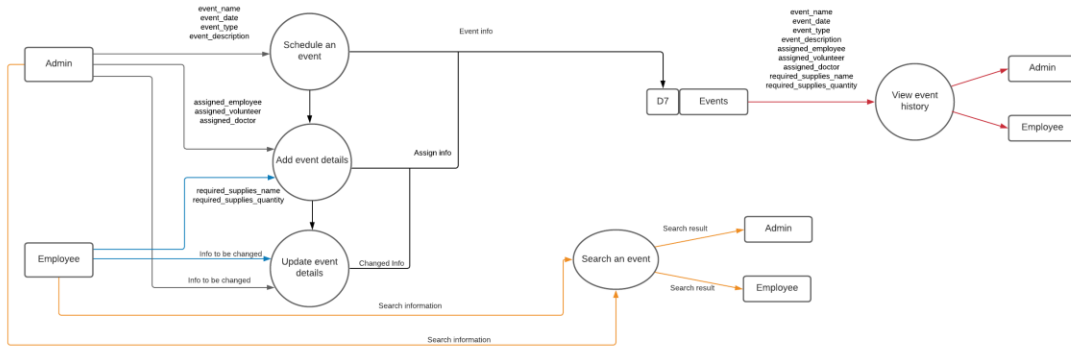 event_name
event_date
event_type
event_description
Admin
Schedule an
event
Event info
event_name
event_date
event_type
event_description
assigned_employee
assigned_volunteer
assigned_doctor
required_supplies_name
required_supplies_quantity
D7
Events
View event
history
Admin
Employee
assigned_employee
assigned_volunteer
assigned_doctor
Add event details
Assign info
required_supplies_name
required_supplies_quantity
Employee
Info to be changed
Info to be changed
Update event
details
Changed Info
Search information
Search information
Search an event
Search result
Admin
Search result
Employee